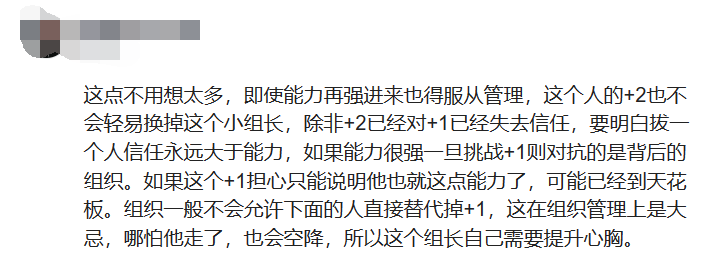 这点不用想太多，即使能力再强进来也得服从管理，这个人的+2也不
会轻易换掉这个小组长，除非+2已经对+1已经失去信任，要明白拔一
个人信任永远大于能力，如果能力很强一旦挑战+1则对抗的是背后的
组织。如果这个+1担心只能说明他也就这点能力了，可能已经到天花
板。组织一般不会允许下面的人直接替代掉+1，这在组织管理上是大
忌，哪怕他走了，也会空降，所以这个组长自己需要提升心胸。